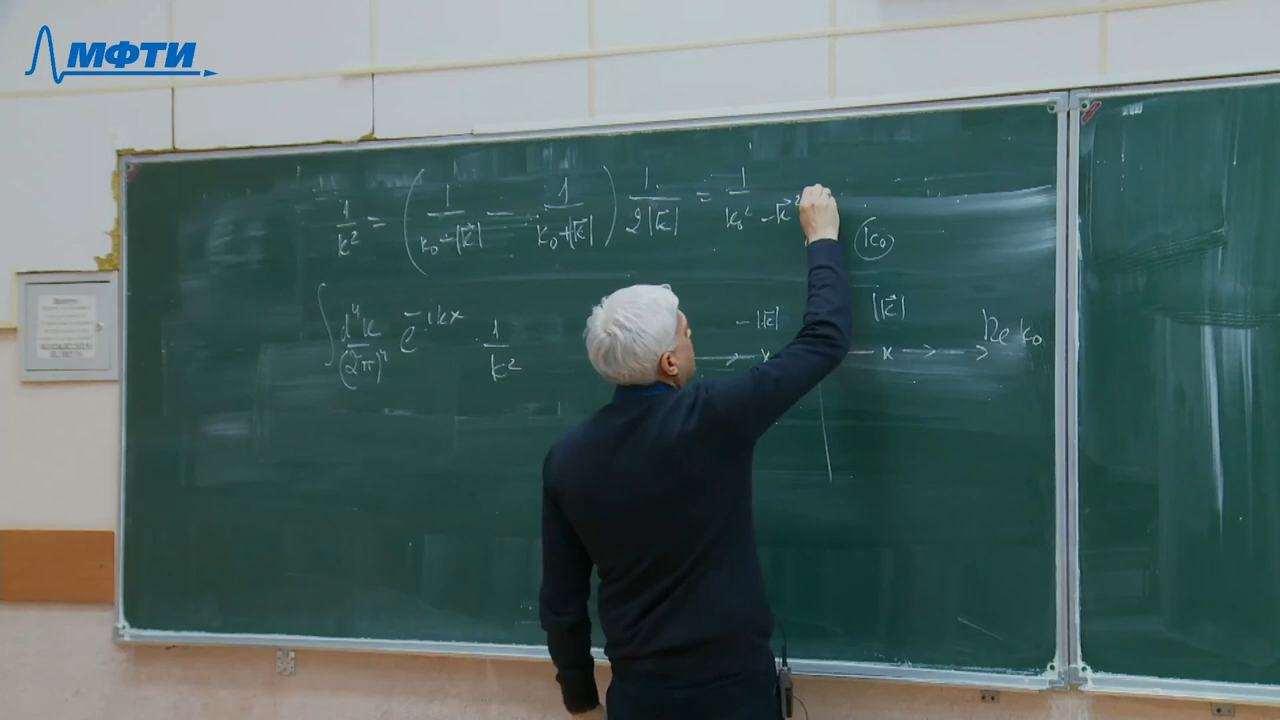 МФТИ
1/k² = (1/(k₀-|k⃗|) - 1/(k₀+|k⃗|)) 1/(2|k⃗|) = 1/(k₀² - k⃗²)
k₀
∫ d⁴k/(2π)⁴ e^(-ikx) 1/k²
-|k⃗| |k⃗| Re k₀
x x